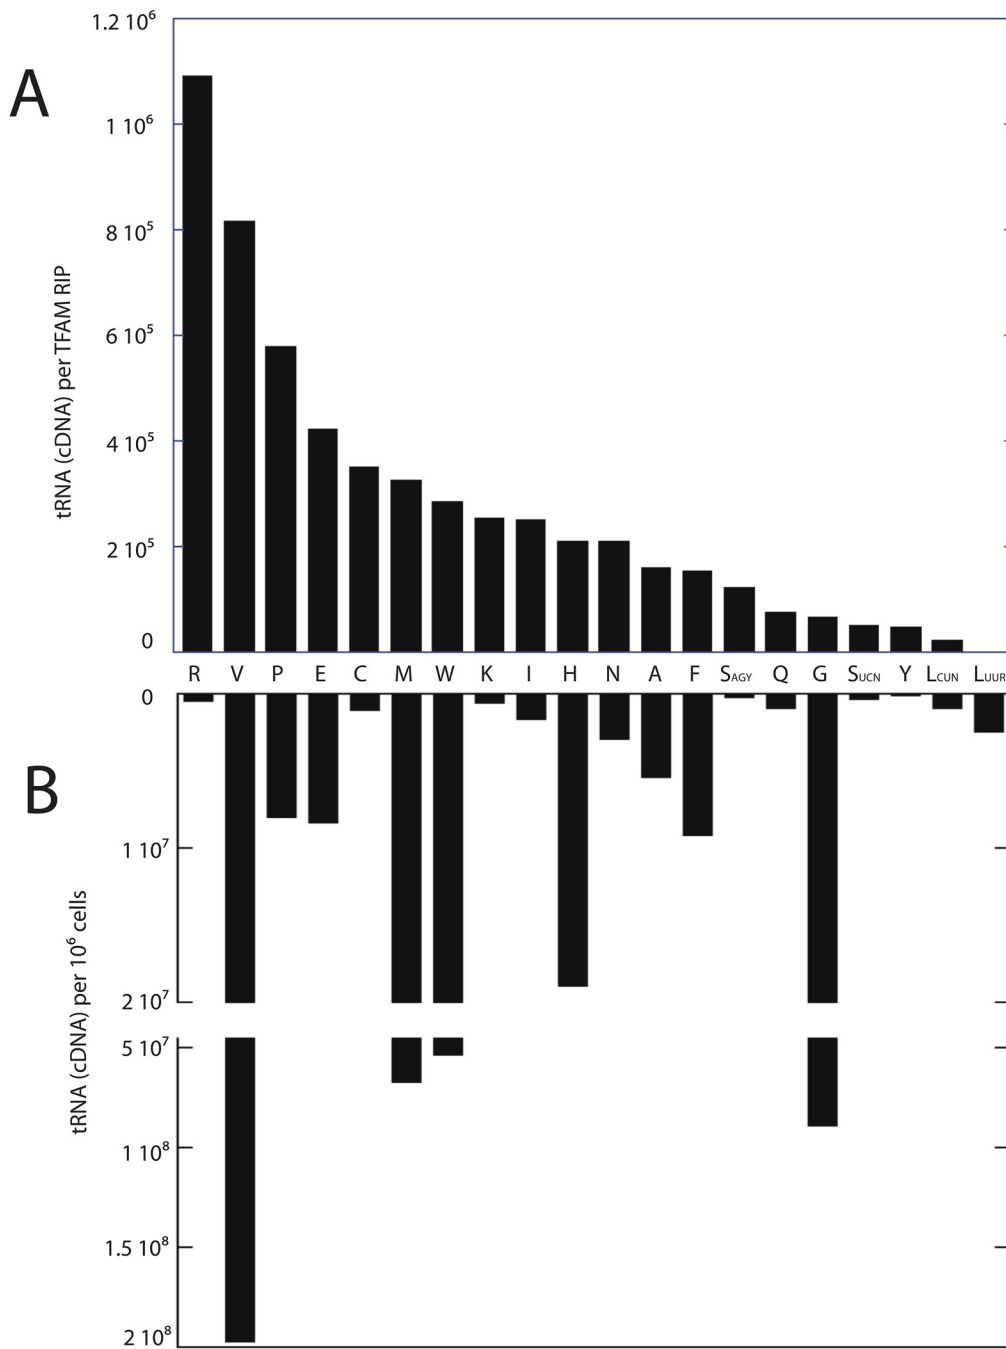 A
tRNA (cDNA) per TFAM RIP
1.2 10⁶
1 10⁶
8 10⁵
6 10⁵
4 10⁵
2 10⁵
0
R V P E C M W K I H N A F SAGY Q G SUCN Y LCUN LUUR
B
tRNA (cDNA) per 10⁶ cells
0
1 10⁷
2 10⁷
5 10⁷
1 10⁸
1.5 10⁸
2 10⁸